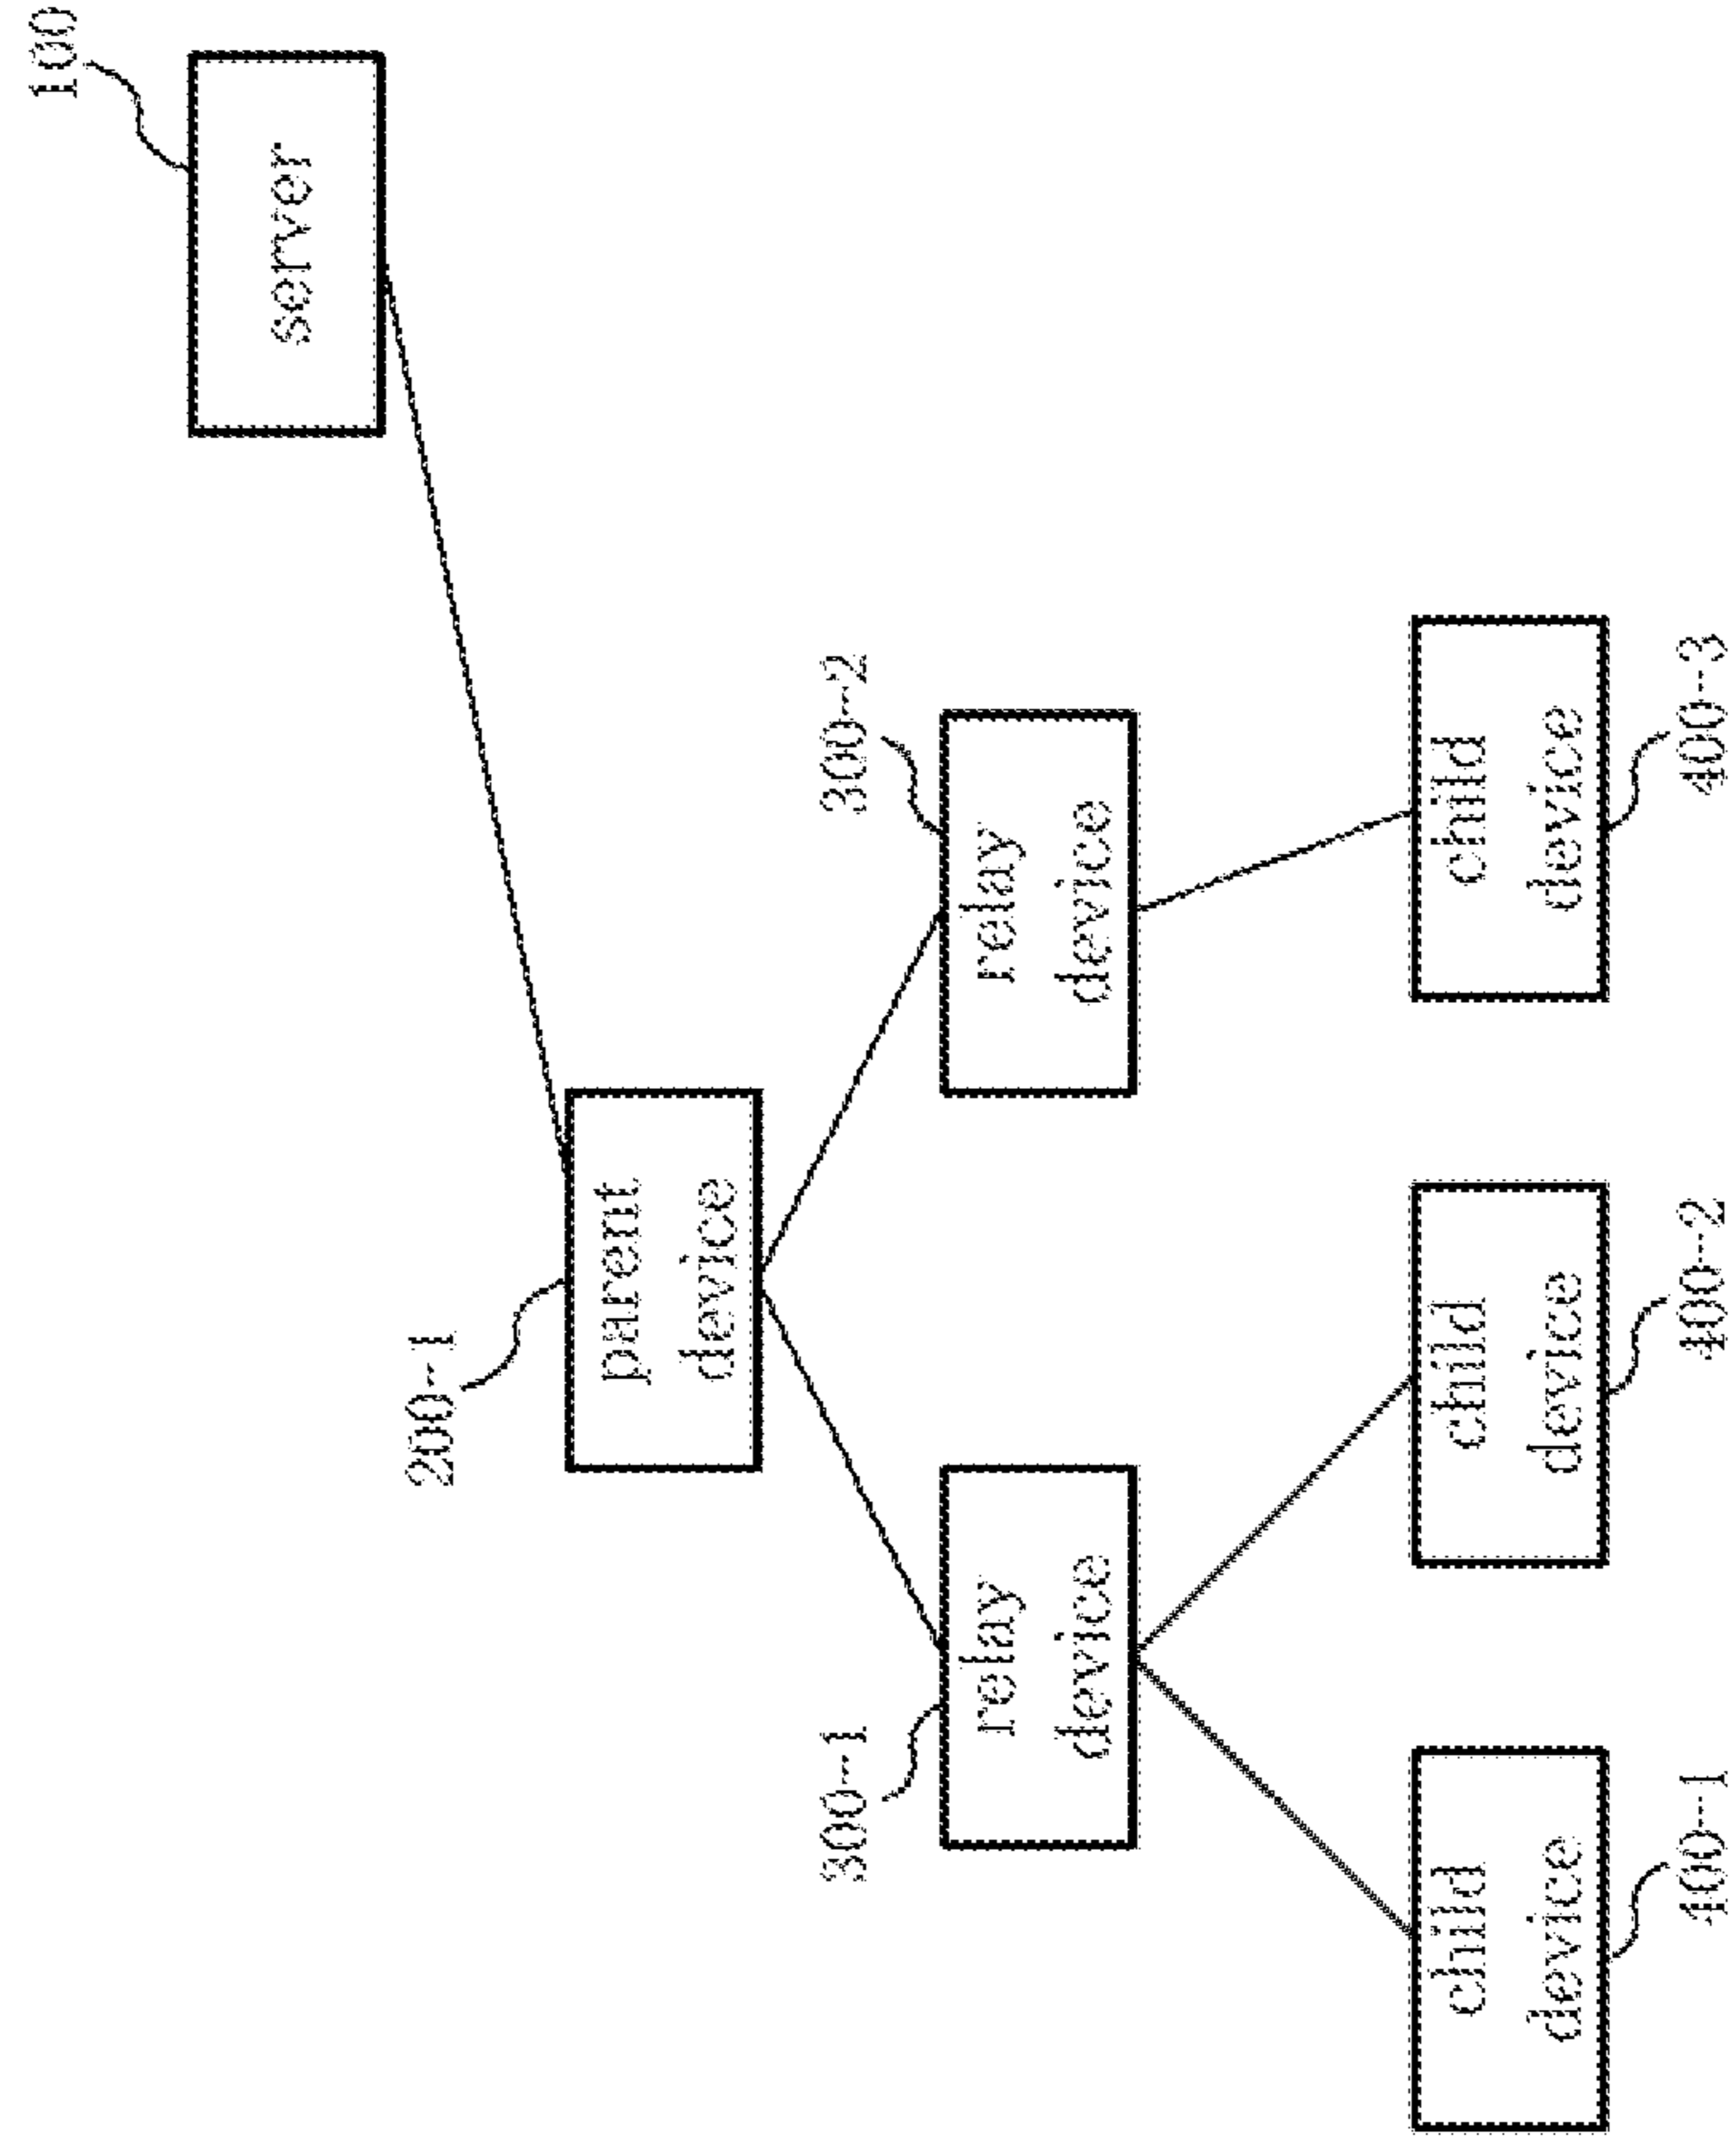 100
server
200-1
parent
device
300-1
relay
device
300-2
relay
device
child
device
400-1
child
device
400-2
child
device
400-3